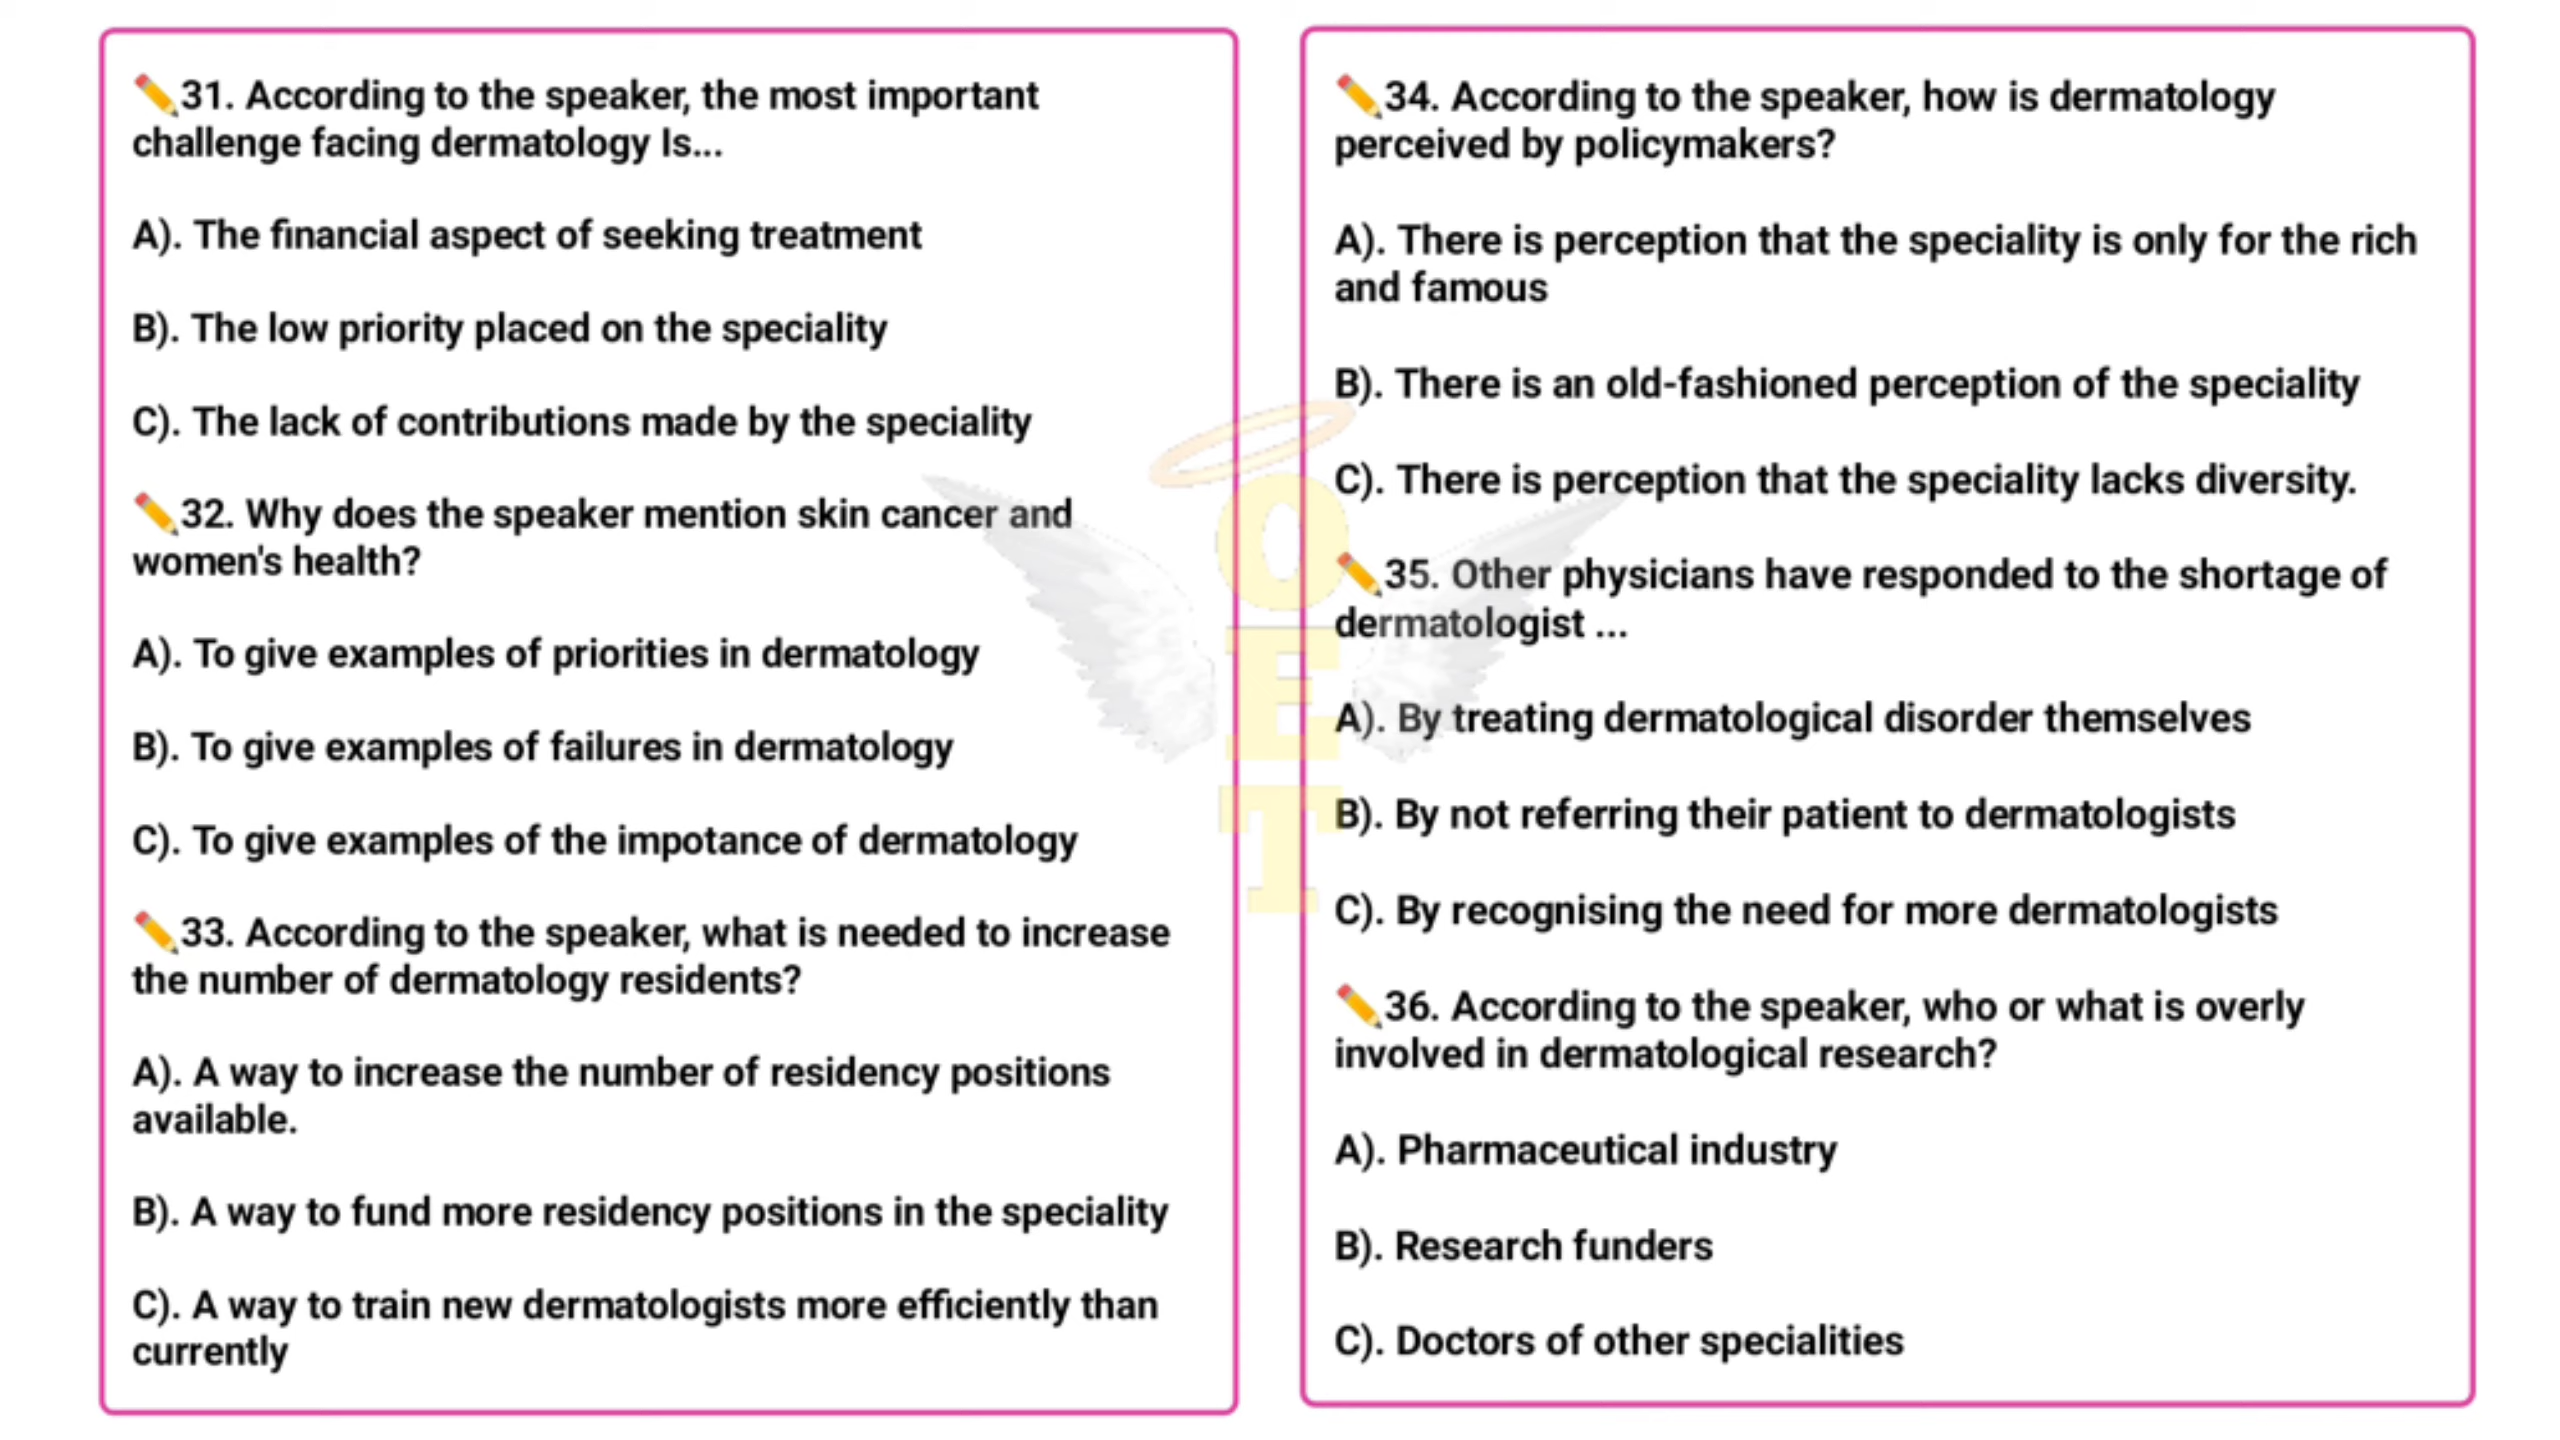 ✏️31. According to the speaker, the most important
challenge facing dermatology Is...
A). The financial aspect of seeking treatment
B). The low priority placed on the speciality
C). The lack of contributions made by the speciality
✏️32. Why does the speaker mention skin cancer and
women's health?
A). To give examples of priorities in dermatology
B). To give examples of failures in dermatology
C). To give examples of the impotance of dermatology
✏️33. According to the speaker, what is needed to increase
the number of dermatology residents?
A). A way to increase the number of residency positions
available.
B). A way to fund more residency positions in the speciality
C). A way to train new dermatologists more efficiently than
currently
✏️34. According to the speaker, how is dermatology
perceived by policymakers?
A). There is perception that the speciality is only for the rich
and famous
B). There is an old-fashioned perception of the speciality
C). There is perception that the speciality lacks diversity.
✏️35. Other physicians have responded to the shortage of
dermatologist ...
A). By treating dermatological disorder themselves
B). By not referring their patient to dermatologists
C). By recognising the need for more dermatologists
✏️36. According to the speaker, who or what is overly
involved in dermatological research?
A). Pharmaceutical industry
B). Research funders
C). Doctors of other specialities
O
E
T